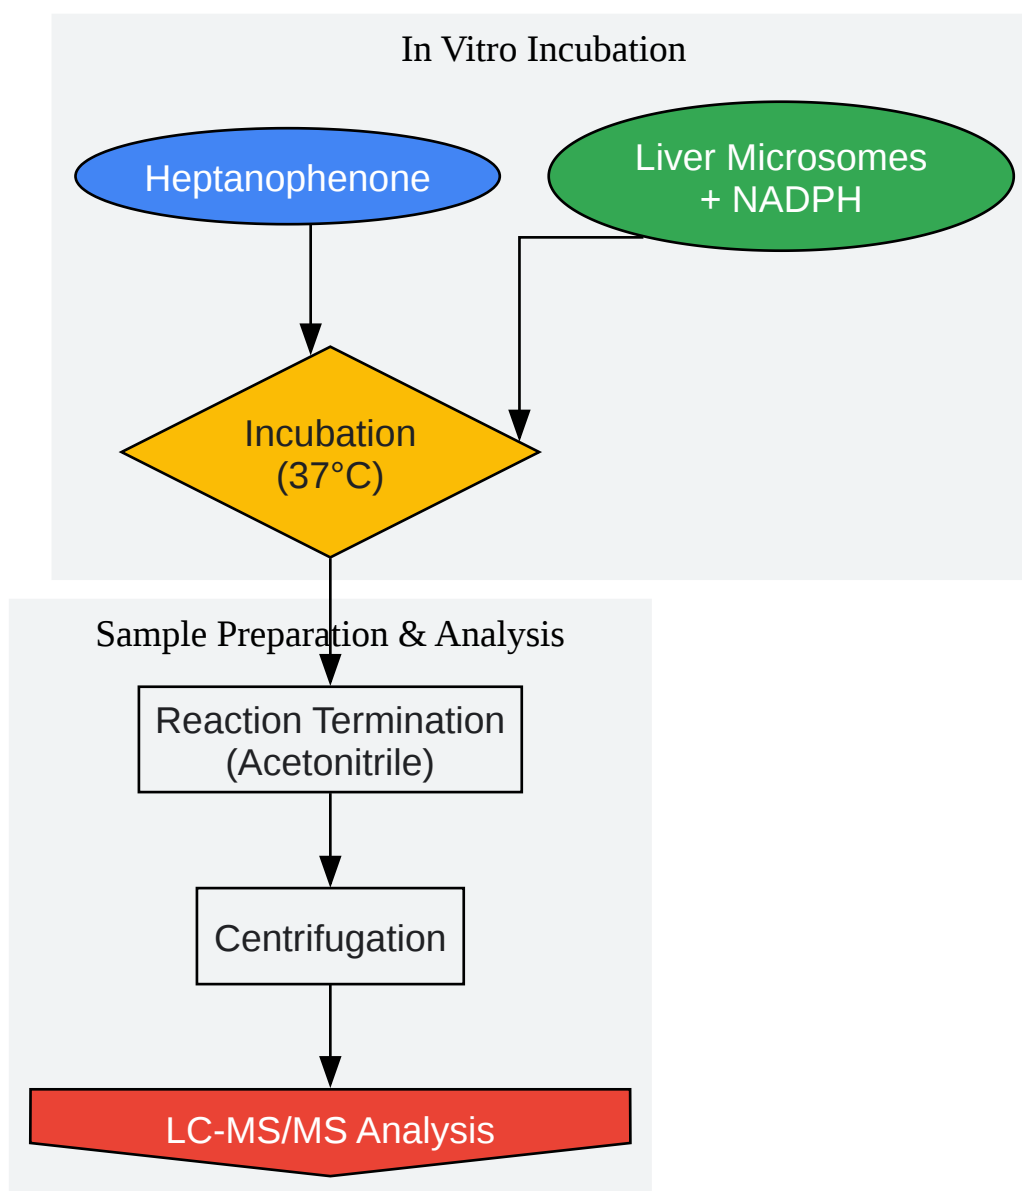 In Vitro Incubation
Heptanophenone
Liver Microsomes
+ NADPH
Incubation
(37°C)
Sample Preparation & Analysis
Reaction Termination
(Acetonitrile)
Centrifugation
LC-MS/MS Analysis